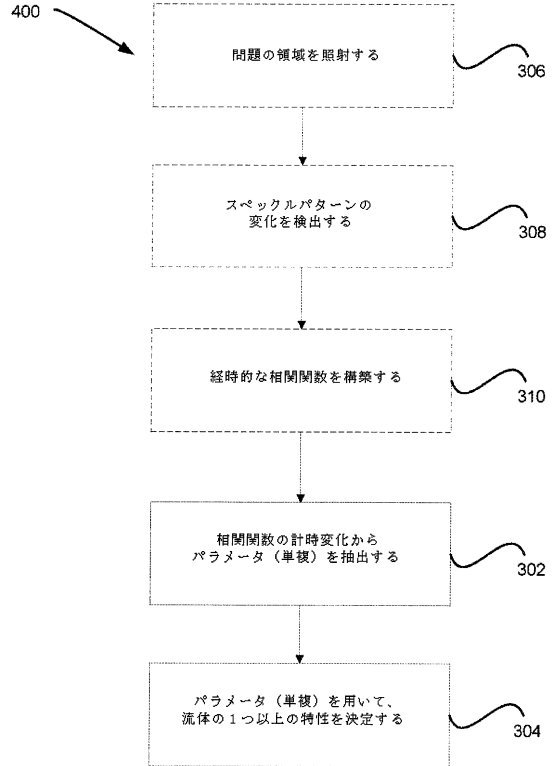 400
問題の領域を照射する
306
スペックルパターンの
変化を検出する
308
経時的な相関関数を構築する
310
相関関数の計時変化から
パラメータ（単複）を抽出する
302
パラメータ（単複）を用いて、
流体の１つ以上の特性を決定する
304